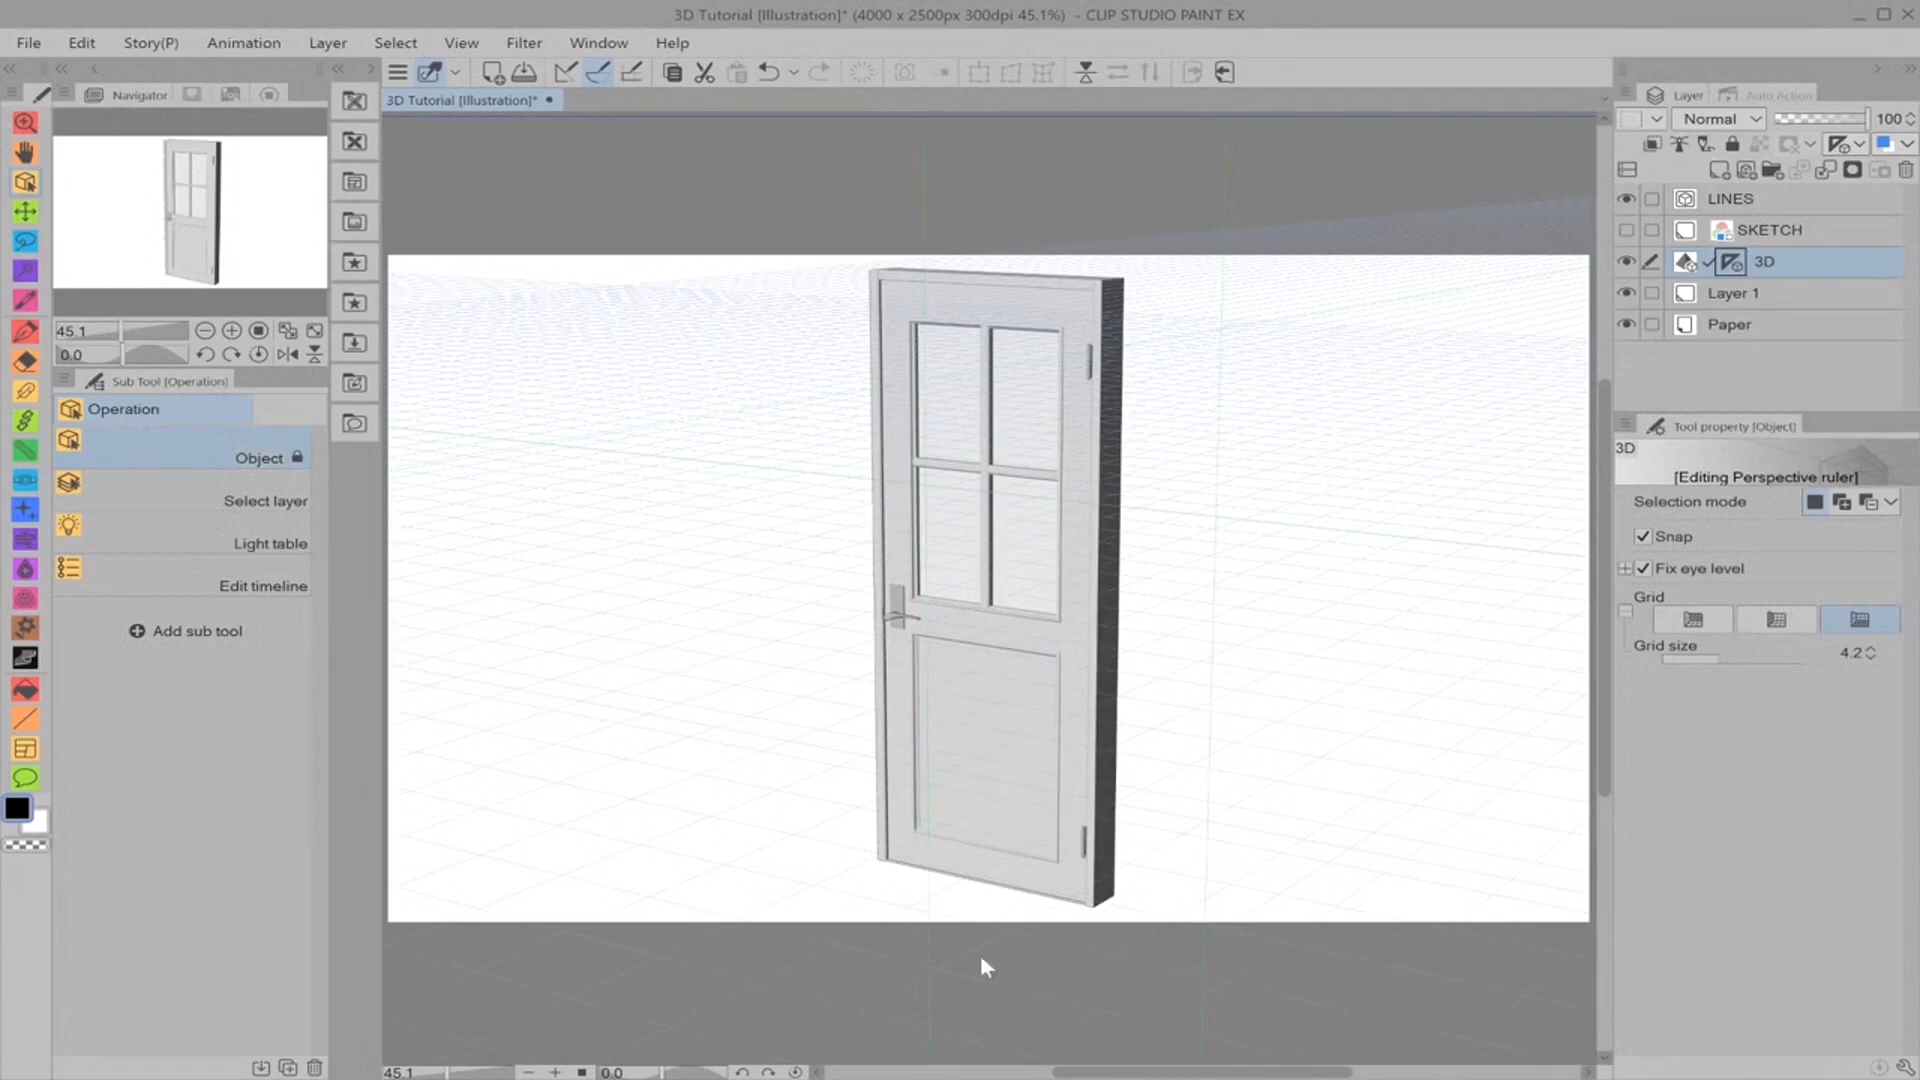 3D Tutorial [Illustration]* (4000 x 2500px 300dpi 45.1%)  - CLIP STUDIO PAINT EX
File Edit Story(P) Animation Layer Select View Filter Window Help
Navigator
3D Tutorial [Illustration]*
Layer Auto Action
Normal 100
LINES
SKETCH
3D
Layer 1
Paper
45.1
0.0
Sub Tool [Operation]
Operation
Object
Select layer
Light table
Edit timeline
Add sub tool
Tool property [Object]
3D
[Editing Perspective ruler]
Selection mode
Snap
Fix eye level
Grid
Grid size 4.2
45.1 0.0